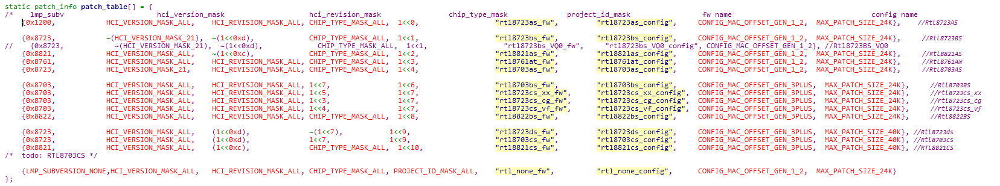 static patch_info patch_table[] = {
/*    lmp_subv                      hci_version_mask                    hci_revision_mask                chip_type_mask              project_id_mask                 fw name                                 config name
    {0x1200,            HCI_VERSION_MASK_ALL,    HCI_REVISION_MASK_ALL, CHIP_TYPE_MASK_ALL,  1<<0,                  "rtl8723as_fw",         "rtl8723as_config",     CONFIG_MAC_OFFSET_GEN_1_2,  MAX_PATCH_SIZE_24K},    //Rtl8723AS
    {0x8723,            ~(HCI_VERSION_MASK_21),  ~(1<<0xd),             CHIP_TYPE_MASK_ALL,  1<<1,                  "rtl8723bs_fw",         "rtl8723bs_config",     CONFIG_MAC_OFFSET_GEN_1_2,  MAX_PATCH_SIZE_24K},     //Rtl8723BS
//    {0x8723,            ~(HCI_VERSION_MASK_21),  ~(1<<0xd),             CHIP_TYPE_MASK_ALL,  1<<1,                  "rtl8723bs_VQ0_fw",      "rtl8723bs_VQ0_config", CONFIG_MAC_OFFSET_GEN_1_2}, //Rtl8723BS_VQ0
    {0x8821,            HCI_VERSION_MASK_ALL,    ~(1<<0xc),             CHIP_TYPE_MASK_ALL,  1<<2,                  "rtl8821as_fw",         "rtl8821as_config",     CONFIG_MAC_OFFSET_GEN_1_2,  MAX_PATCH_SIZE_24K},     //Rtl8821AS
    {0x8761,            HCI_VERSION_MASK_ALL,    HCI_REVISION_MASK_ALL, CHIP_TYPE_MASK_ALL,  1<<3,                  "rtl8761at_fw",         "rtl8761at_config",     CONFIG_MAC_OFFSET_GEN_1_2,  MAX_PATCH_SIZE_24K},     //Rtl8761AW
    {0x8723,            HCI_VERSION_MASK_21,     HCI_REVISION_MASK_ALL, CHIP_TYPE_MASK_ALL,  1<<4,                  "rtl8703as_fw",         "rtl8703as_config",     CONFIG_MAC_OFFSET_GEN_1_2,  MAX_PATCH_SIZE_24K},     //Rtl8703AS
    {0x8703,            HCI_VERSION_MASK_ALL,    HCI_REVISION_MASK_ALL, 1<<7,                1<<6,                  "rtl8703bs_fw",         "rtl8703bs_config",     CONFIG_MAC_OFFSET_GEN_3PLUS,  MAX_PATCH_SIZE_24K},     //Rtl8703BS
    {0x8703,            HCI_VERSION_MASK_ALL,    HCI_REVISION_MASK_ALL, 1<<5,                1<<7,                  "rtl8723cs_xx_fw",      "rtl8723cs_xx_config",  CONFIG_MAC_OFFSET_GEN_3PLUS,  MAX_PATCH_SIZE_24K},     //rtl8723cs_xx
    {0x8703,            HCI_VERSION_MASK_ALL,    HCI_REVISION_MASK_ALL, 1<<3,                1<<7,                  "rtl8723cs_cg_fw",      "rtl8723cs_cg_config",  CONFIG_MAC_OFFSET_GEN_3PLUS,  MAX_PATCH_SIZE_24K},     //rtl8723cs_cg
    {0x8703,            HCI_VERSION_MASK_ALL,    HCI_REVISION_MASK_ALL, 1<<4,                1<<7,                  "rtl8723cs_vf_fw",      "rtl8723cs_vf_config",  CONFIG_MAC_OFFSET_GEN_3PLUS,  MAX_PATCH_SIZE_24K},     //rtl8723cs_vf
    {0x8822,            HCI_VERSION_MASK_ALL,    HCI_REVISION_MASK_ALL, CHIP_TYPE_MASK_ALL,  1<<8,                  "rtl8822bs_fw",         "rtl8822bs_config",     CONFIG_MAC_OFFSET_GEN_3PLUS,  MAX_PATCH_SIZE_24K},     //Rtl8822BS
    {0x8723,            HCI_VERSION_MASK_ALL,    (1<<0xd),              ~(1<<7),            1<<9,                  "rtl8723ds_fw",         "rtl8723ds_config",     CONFIG_MAC_OFFSET_GEN_3PLUS,  MAX_PATCH_SIZE_40K}, //Rtl8723ds
    {0x8723,            HCI_VERSION_MASK_ALL,    (1<<0xd),              1<<7,              1<<9,                  "rtl8703cs_fw",         "rtl8703cs_config",     CONFIG_MAC_OFFSET_GEN_3PLUS,  MAX_PATCH_SIZE_40K}, //Rtl8703cs
    {0x8821,            HCI_VERSION_MASK_ALL,    (1<<0xc),              CHIP_TYPE_MASK_ALL,  1<<10,                 "rtl8821cs_fw",         "rtl8821cs_config",     CONFIG_MAC_OFFSET_GEN_3PLUS,  MAX_PATCH_SIZE_40K}, //RTL8821CS
/*  todo: RTL8703CS */
    {LMP_SUBVERSION_NONE,HCI_VERSION_MASK_ALL,   HCI_REVISION_MASK_ALL, CHIP_TYPE_MASK_ALL, PROJECT_ID_MASK_ALL,    "rtl_none_fw",          "rtl_none_config",      CONFIG_MAC_OFFSET_GEN_1_2,  MAX_PATCH_SIZE_24K}
};